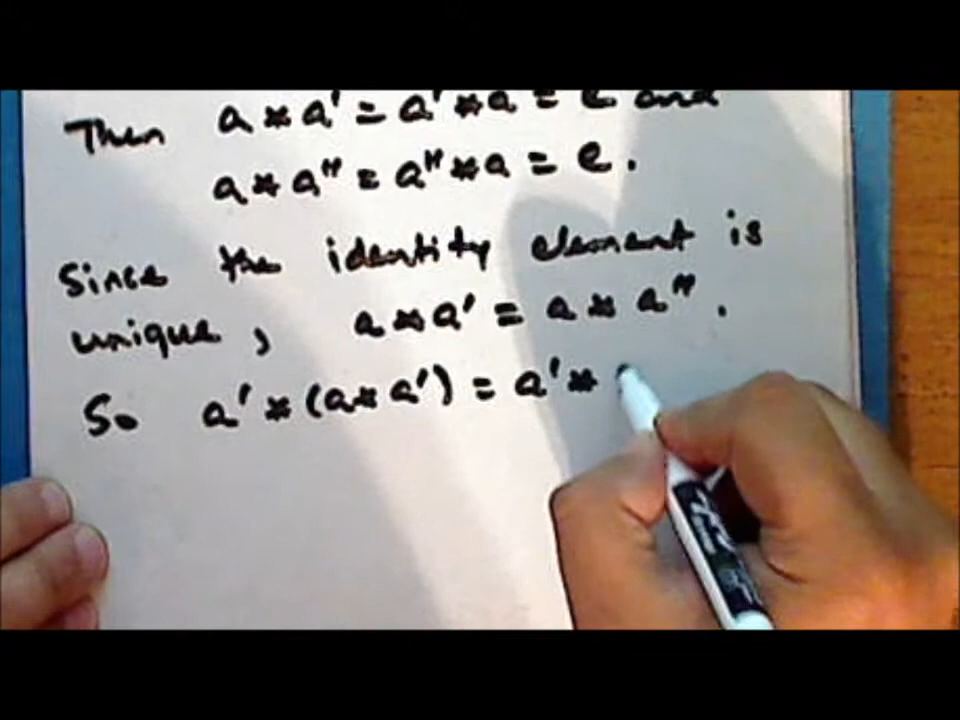 Then a * a' = a' * a = e and
a * a" = a" * a = e.
Since the identity element is
unique, a * a' = a * a".
So a' * (a * a') = a' *